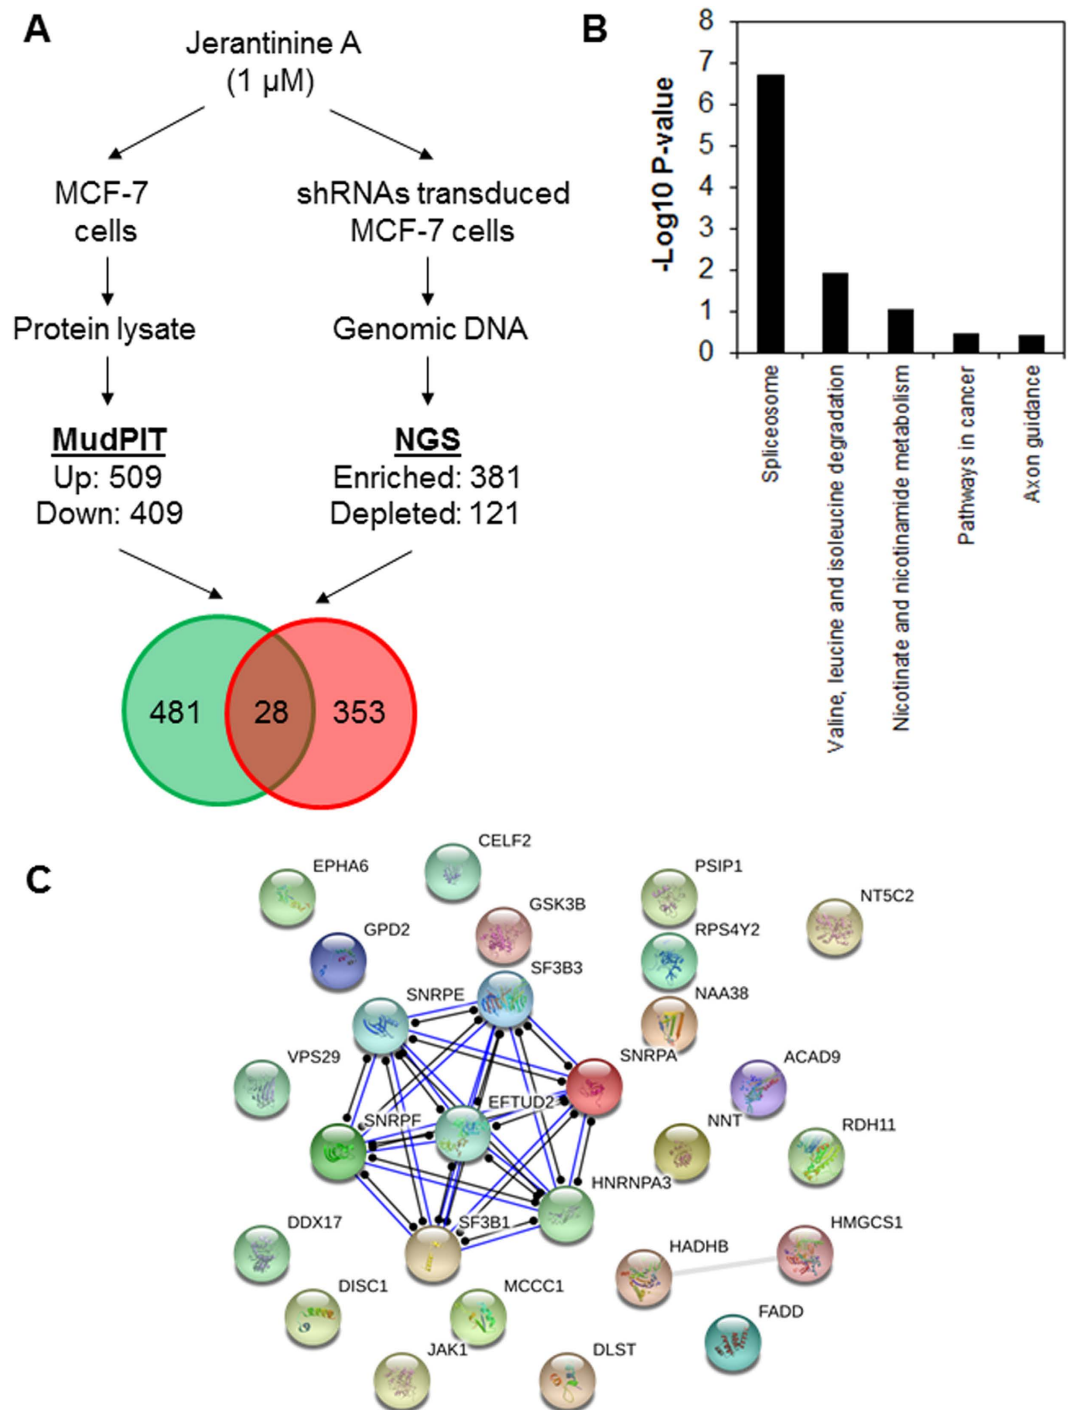 A
Jerantinine A
(1 µM)
MCF-7
cells
shRNAs transduced
MCF-7 cells
Protein lysate
Genomic DNA
MudPIT
Up: 509
Down: 409
NGS
Enriched: 381
Depleted: 121
481
28
353
B
-Log10 P-value
8
7
6
5
4
3
2
1
0
Spliceosome
Valine, leucine and isoleucine degradation
Nicotinate and nicotinamide metabolism
Pathways in cancer
Axon guidance
C
EPHA6
CELF2
PSIP1
NT5C2
GPD2
GSK3B
RPS4Y2
SNRPE
SF3B3
NAA38
VPS29
SNRPA
ACAD9
SNRPF
EFTUD2
NNT
RDH11
HNRNPA3
DDX17
SF3B1
HADHB
HMGCS1
DISC1
MCCC1
FADD
JAK1
DLST